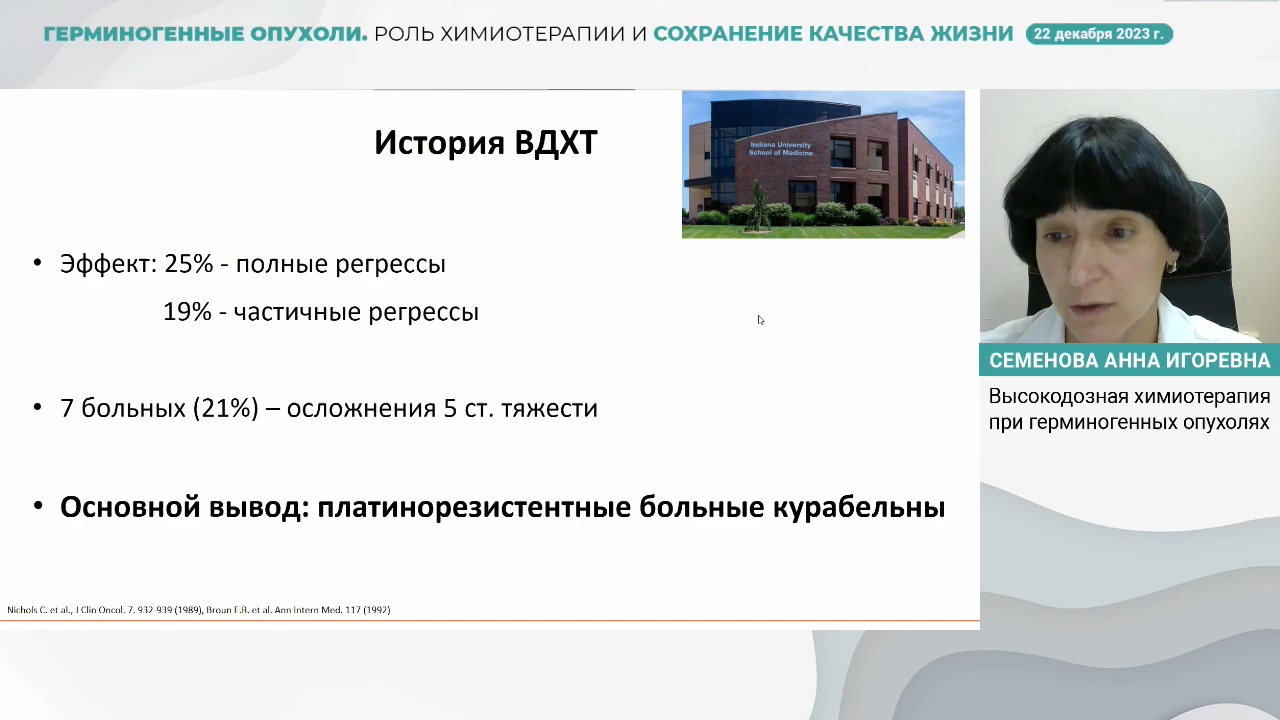 ГЕРМИНОГЕННЫЕ ОПУХОЛИ. РОЛЬ ХИМИОТЕРАПИИ И СОХРАНЕНИЕ КАЧЕСТВА ЖИЗНИ 22 декабря 2023 г.
История ВДХТ
Indiana University
School of Medicine
• Эффект: 25% - полные регрессы
19% - частичные регрессы
• 7 больных (21%) – осложнения 5 ст. тяжести
• Основной вывод: платинорезистентные больные курабельны
Nichols C. et al., J Clin Oncol. 7. 932-939 (1989), Broun E.R. et al. Ann Intern Med. 117 (1992)
СЕМЕНОВА АННА ИГОРЕВНА
Высокодозная химиотерапия
при герминогенных опухолях